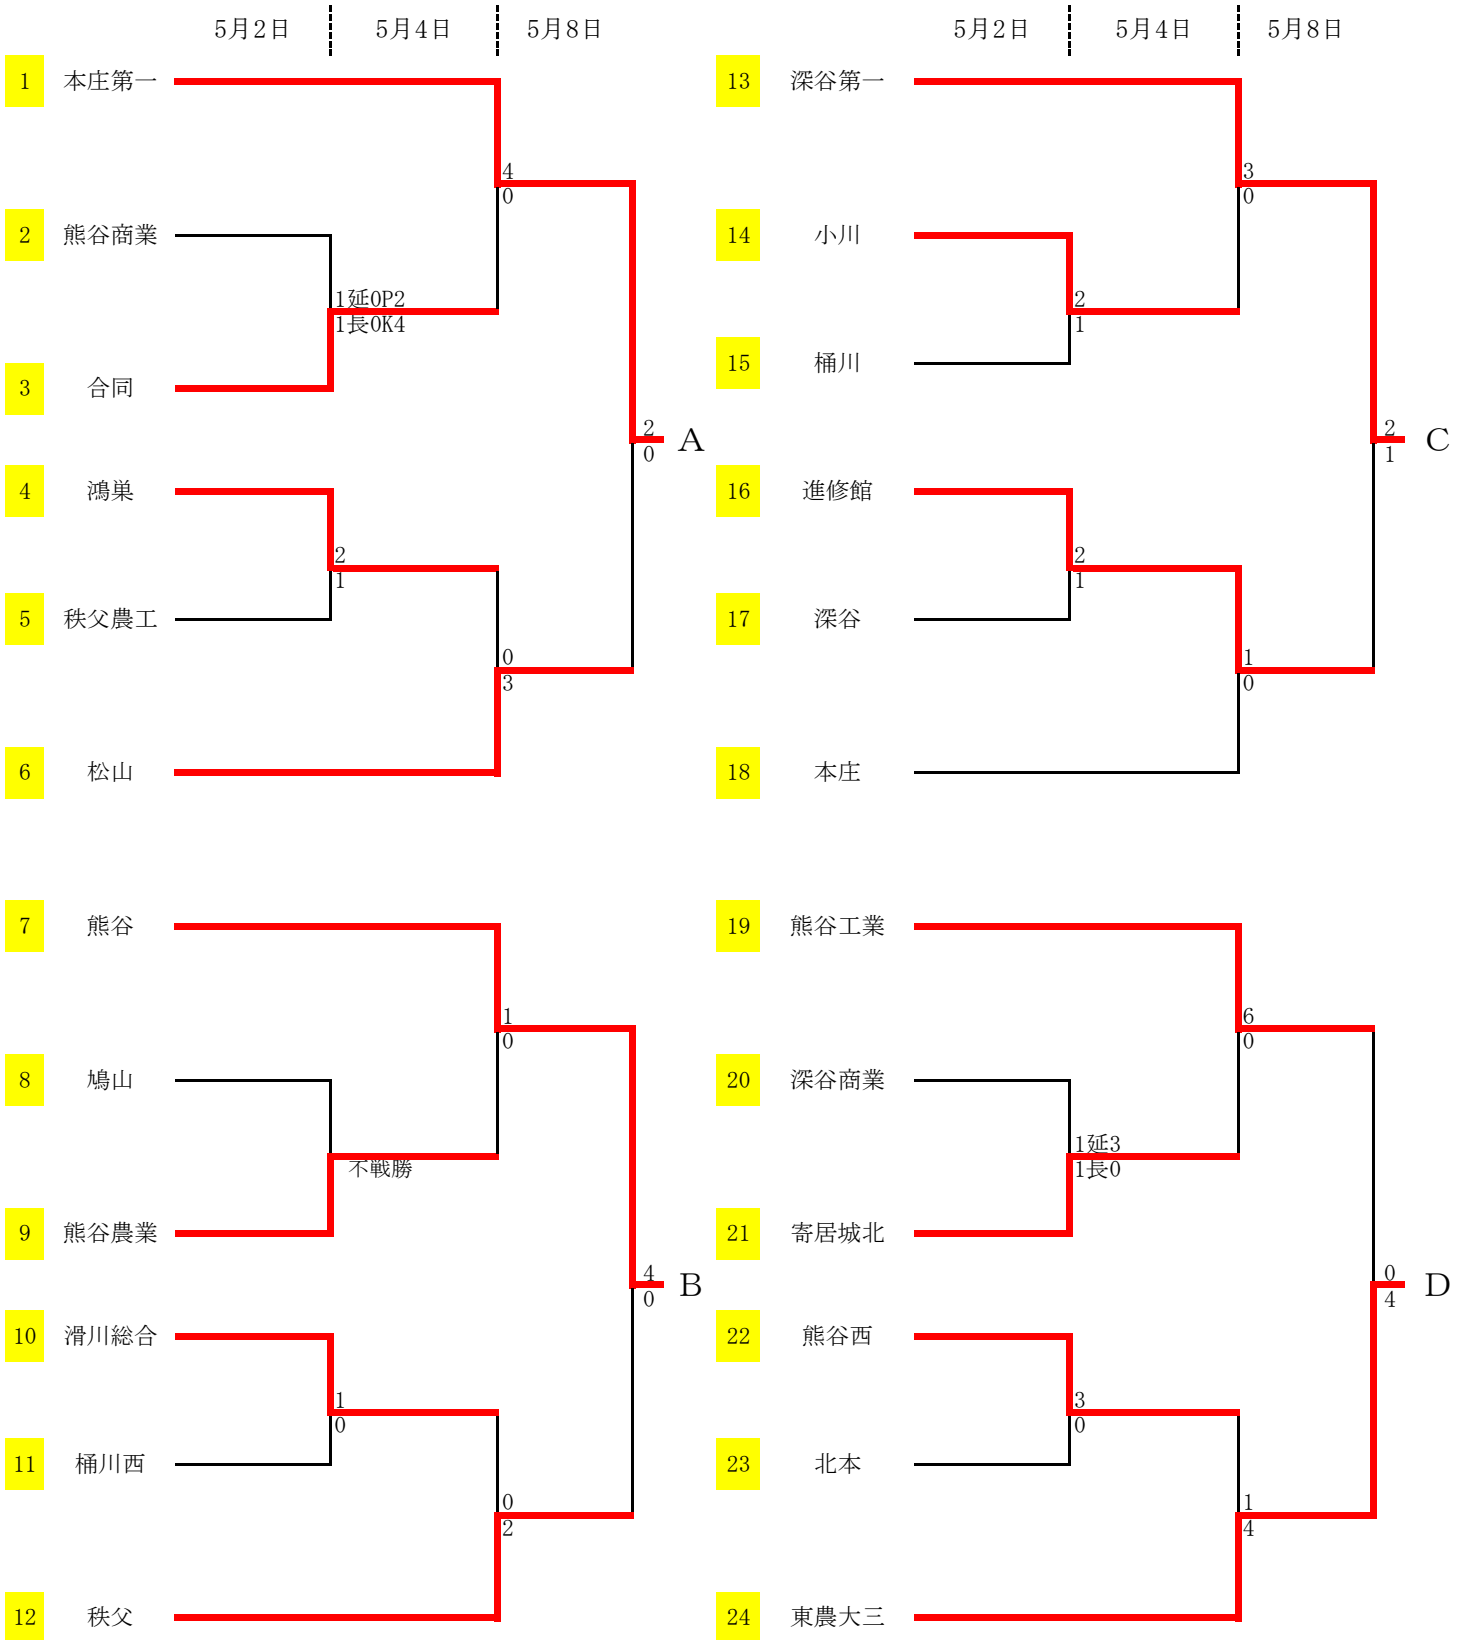 5月2日 5月4日 5月8日
1 本庄第一
4
0
2 熊谷商業
1延0P2
1長0K4
3 合同
2
0
A
4 鴻巣
2
1
5 秩父農工
0
3
6 松山
7 熊谷
1
0
8 鳩山
不戦勝
9 熊谷農業
4
0
B
10 滑川総合
1
0
11 桶川西
0
2
12 秩父
5月2日 5月4日 5月8日
13 深谷第一
3
0
14 小川
2
1
15 桶川
2
1
C
16 進修館
2
1
17 深谷
1
0
18 本庄
19 熊谷工業
6
0
20 深谷商業
1延3
1長0
21 寄居城北
0
4
D
22 熊谷西
3
0
23 北本
1
4
24 東農大三